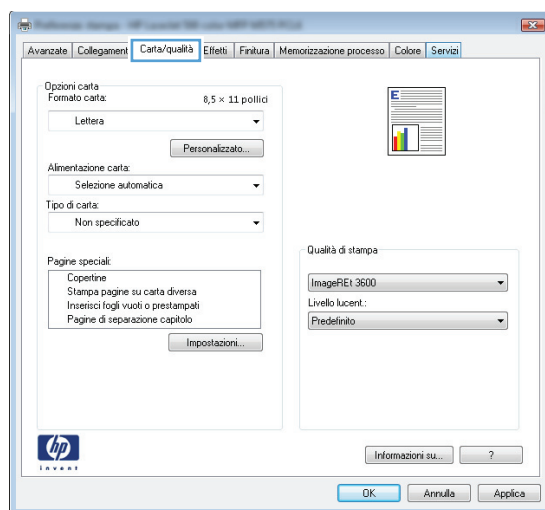 Avanzate Collegament Carta/qualità Effetti Finitura Memorizzazione processo Colore Servizi
Opzioni carta
Formato carta: 8,5 × 11 pollici
Lettera
Personalizzato...
Alimentazione carta:
Selezione automatica
Tipo di carta:
Non specificato
Pagine speciali:
Copertine
Stampa pagine su carta diversa
Inserisci fogli vuoti o prestampati
Pagine di separazione capitolo
Impostazioni...
E
Qualità di stampa
ImageREt 3600
Livello lucent.:
Predefinito
hp
invent
Informazioni su... ?
OK Annulla Applica